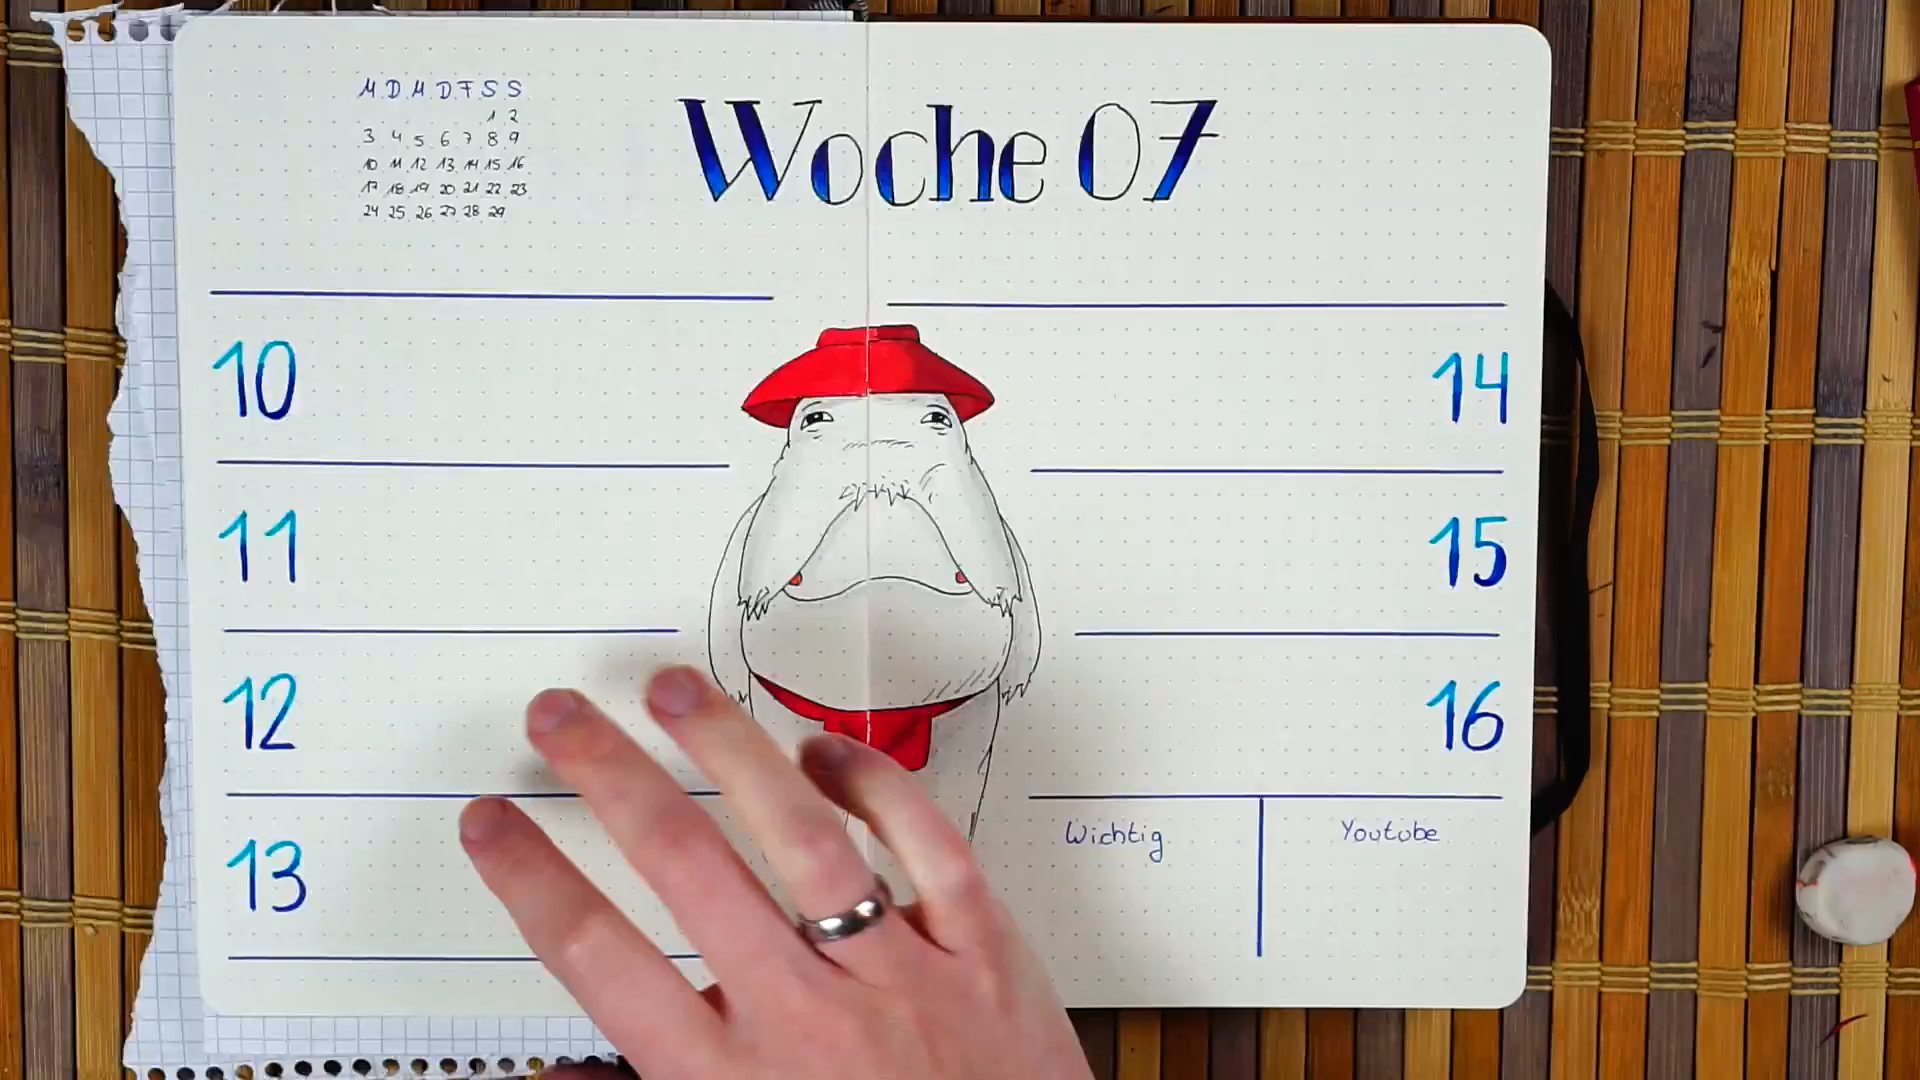 M D M D F S S
1 2
3 4 5 6 7 8 9
10 11 12 13 14 15 16
17 18 19 20 21 22 23
24 25 26 27 28 29
Woche 07
10
11
12
13
14
15
16
Wichtig
Youtube